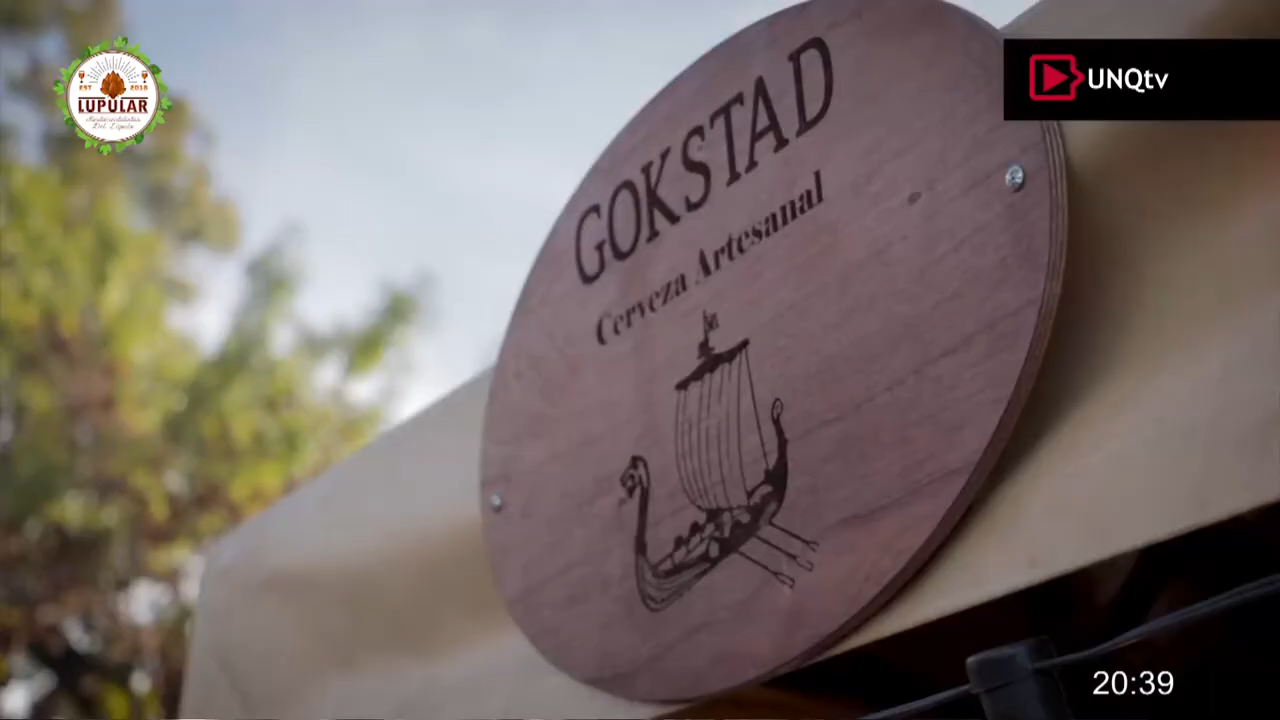 EST 2018
LUPULAR
UNQtv
GOKSTAD
Cerveza Artesanal
20:39